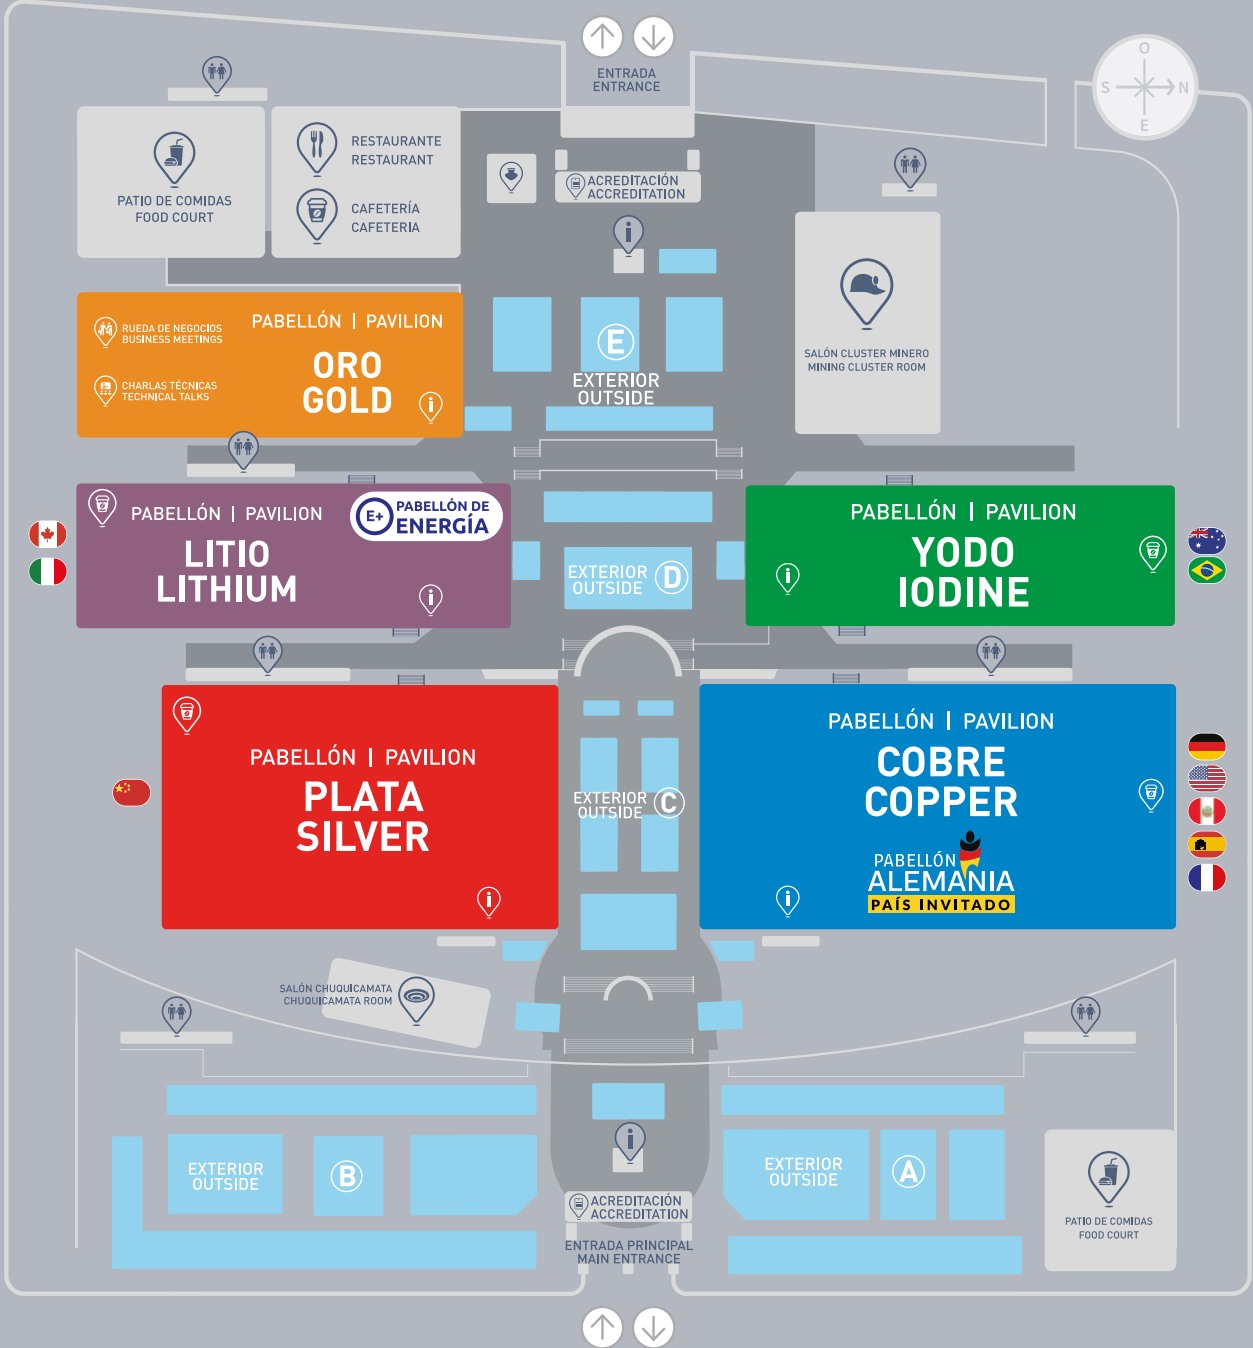 ENTRADA
ENTRANCE
O
S
N
E
PATIO DE COMIDAS
FOOD COURT
RESTAURANTE
RESTAURANT
CAFETERÍA
CAFETERIA
ACREDITACIÓN
ACCREDITATION
i
SALÓN CLUSTER MINERO
MINING CLUSTER ROOM
RUEDA DE NEGOCIOS
BUSINESS MEETINGS
CHARLAS TÉCNICAS
TECHNICAL TALKS
PABELLÓN | PAVILION
ORO
GOLD
i
E
EXTERIOR
OUTSIDE
PABELLÓN | PAVILION
LITIO
LITHIUM
E+
PABELLÓN DE
ENERGÍA
i
EXTERIOR
OUTSIDE
D
PABELLÓN | PAVILION
YODO
IODINE
i
PABELLÓN | PAVILION
PLATA
SILVER
i
EXTERIOR
OUTSIDE
C
PABELLÓN | PAVILION
COBRE
COPPER
PABELLÓN
ALEMANIA
PAÍS INVITADO
i
SALÓN CHUQUICAMATA
CHUQUICAMATA ROOM
EXTERIOR
OUTSIDE
B
i
EXTERIOR
OUTSIDE
A
ACREDITACIÓN
ACCREDITATION
PATIO DE COMIDAS
FOOD COURT
ENTRADA PRINCIPAL
MAIN ENTRANCE